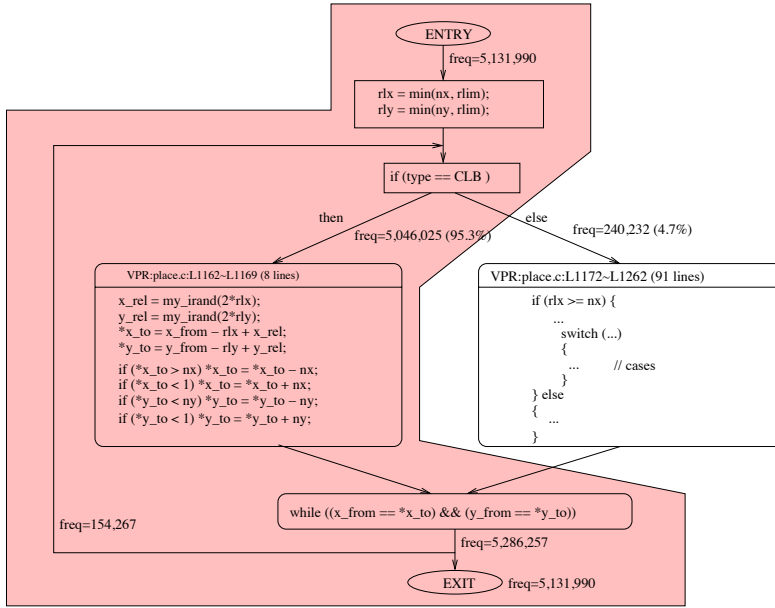 ENTRY
freq=5,131,990
rlx = min(nx, rlim);
rly = min(ny, rlim);
if (type == CLB )
then
else
freq=5,046,025 (95.3%)
freq=240,232 (4.7%)
VPR:place.c:L1162~L1169 (8 lines)
x_rel = my_irand(2*rlx);
y_rel = my_irand(2*rly);
*x_to = x_from − rlx + x_rel;
*y_to = y_from − rly + y_rel;
if (*x_to > nx) *x_to = *x_to − nx;
if (*x_to < 1) *x_to = *x_to + nx;
if (*y_to < ny) *y_to = *y_to − ny;
if (*y_to < 1) *y_to = *y_to + ny;
VPR:place.c:L1172~L1262 (91 lines)
if (rlx >= nx) {
...
switch (...)
{
... // cases
}
} else
{
...
}
while ((x_from == *x_to) && (y_from == *y_to))
freq=154,267
freq=5,286,257
EXIT
freq=5,131,990